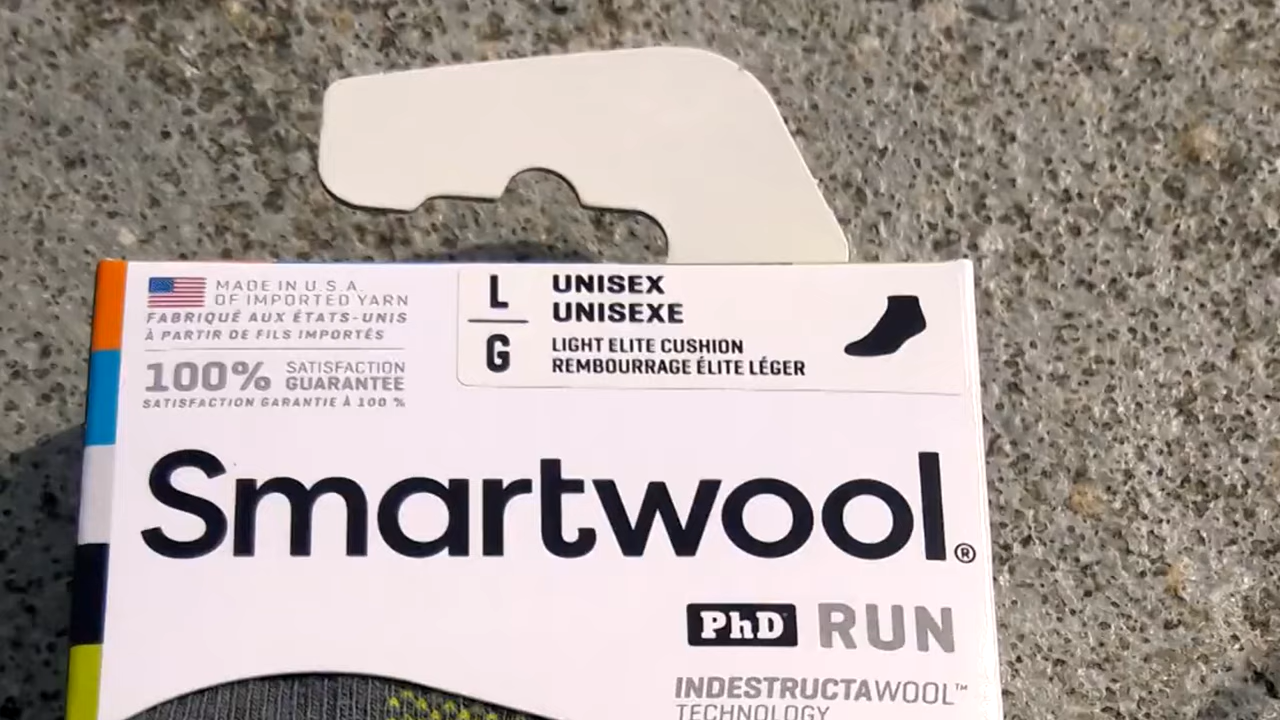 MADE IN U.S.A.
OF IMPORTED YARN
FABRIQUÉ AUX ÉTATS-UNIS
À PARTIR DE FILS IMPORTÉS
100% SATISFACTION GUARANTEE
SATISFACTION GARANTIE À 100 %
L
G
UNISEX
UNISEXE
LIGHT ELITE CUSHION
REMBOURRAGE ÉLITE LÉGER
Smartwool®
PhD RUN
INDESTRUCTAWOOL™
TECHNOLOGY